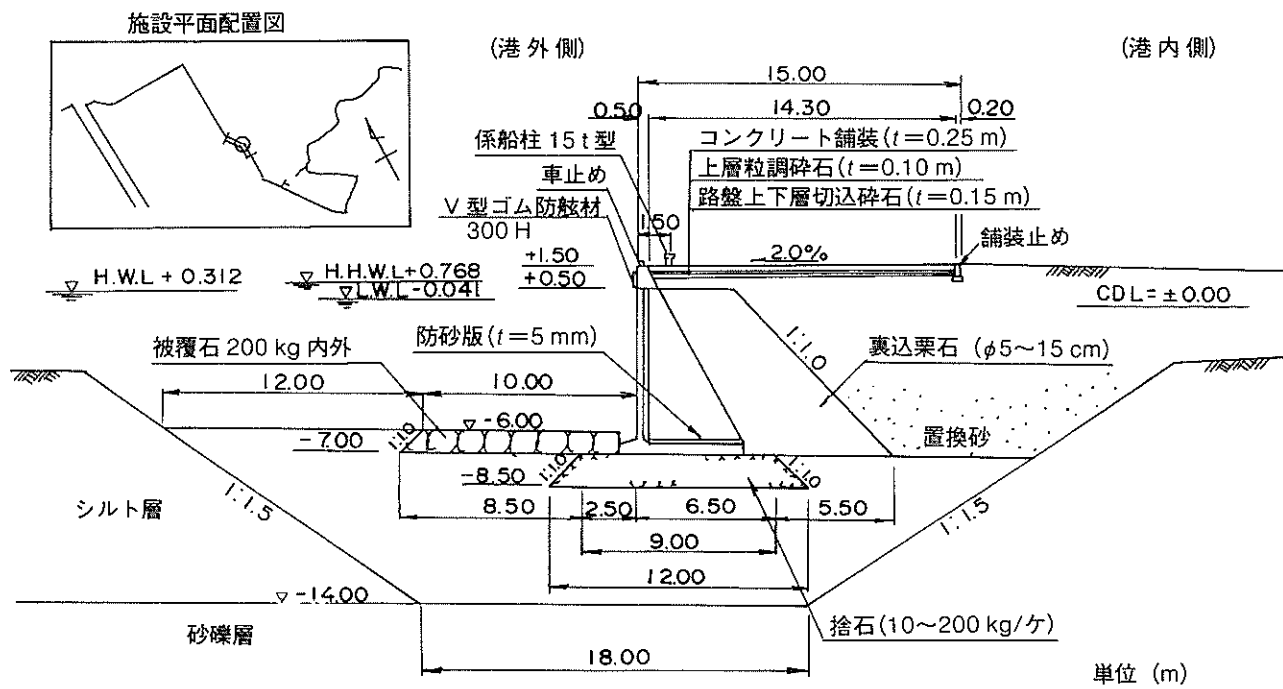 施設平面配置図
(港外側)
(港内側)
15.00
0.50
14.30
0.20
係船柱 15 t 型
コンクリート舗装 (t=0.25 m)
車止め
上層粒調砕石 (t=0.10 m)
V 型ゴム防舷材
300 H
路盤上下層切込砕石 (t=0.15 m)
1.50
舗装止め
+1.50
2.0%
H.W.L + 0.312
H.H.W.L+0.768
+0.50
L.W.L-0.041
CDL=±0.00
防砂版 (t=5 mm)
1:1.0
裏込栗石 (φ5~15 cm)
被覆石 200 kg 内外
12.00
10.00
-6.00
-7.00
1:1.0
置換砂
-8.50
1:1.0
1:1.0
シルト層
1:1.5
8.50
2.50
6.50
5.50
1:1.5
9.00
12.00
-14.00
砂礫層
捨石 (10~200 kg/ケ)
18.00
単位 (m)